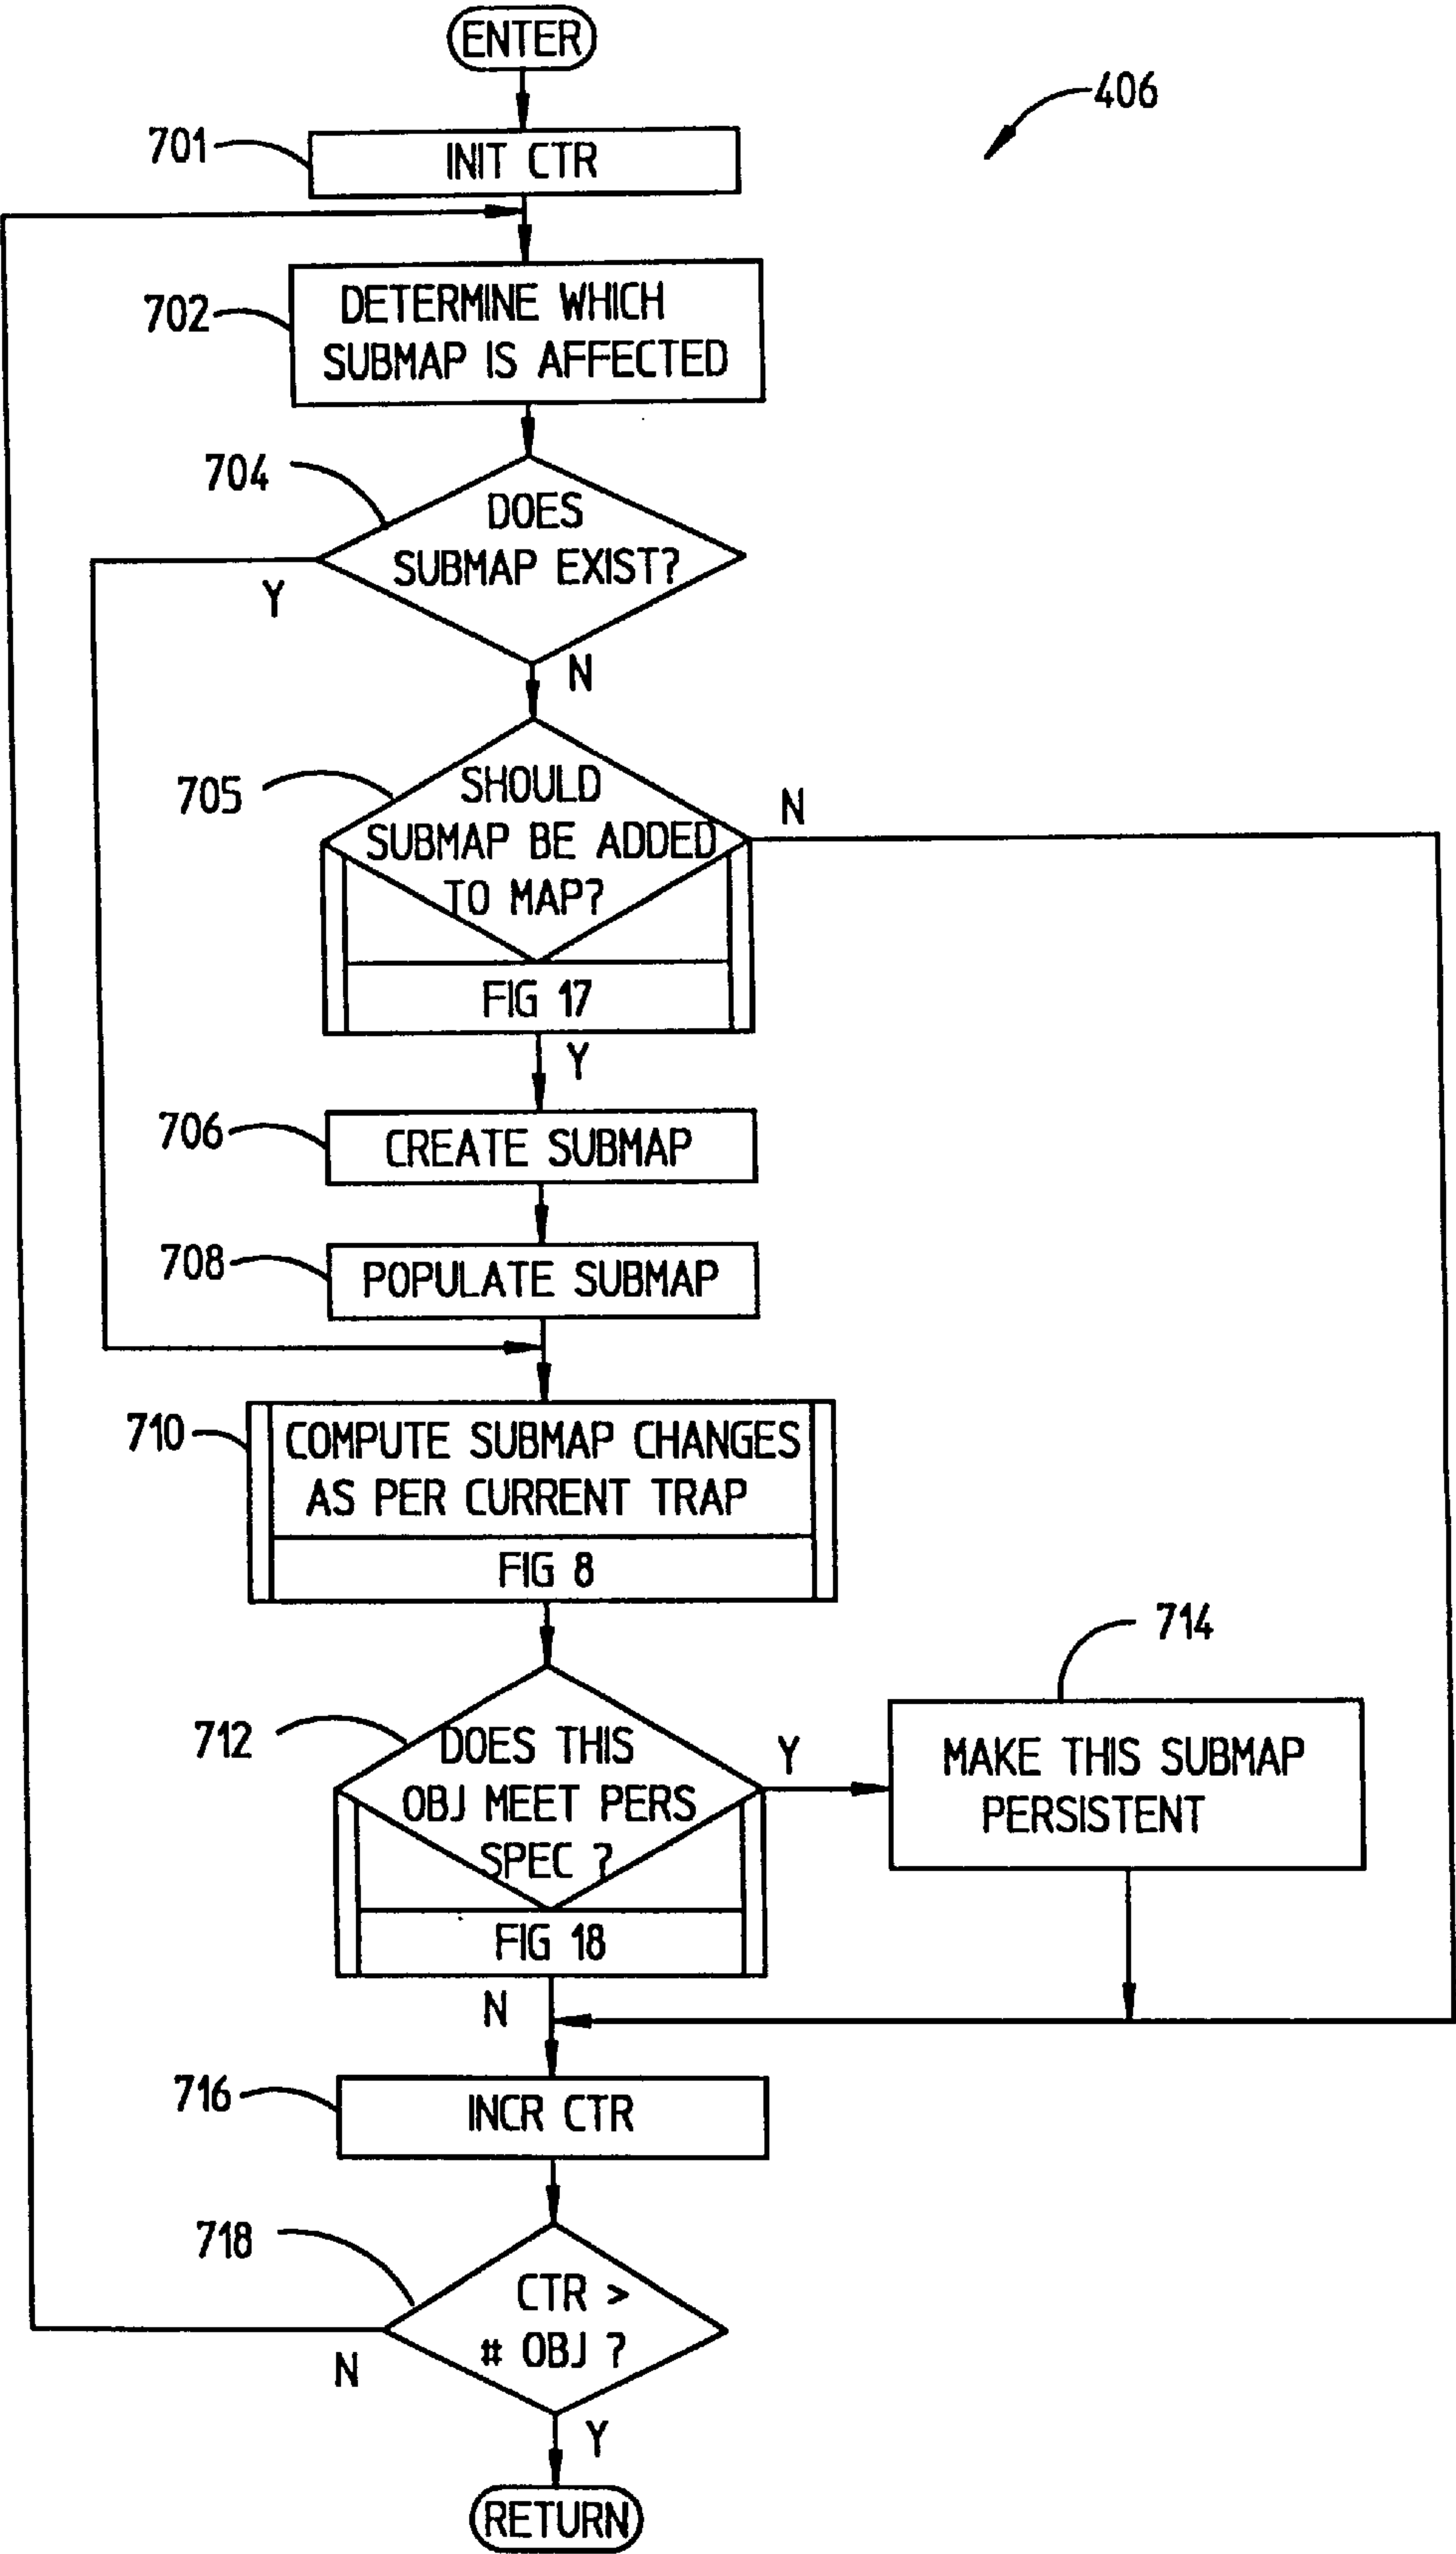 ENTER
406
701
INIT CTR
702
DETERMINE WHICH
SUBMAP IS AFFECTED
704
DOES
SUBMAP EXIST?
Y
N
705
SHOULD
SUBMAP BE ADDED
TO MAP?
N
FIG 17
Y
706
CREATE SUBMAP
708
POPULATE SUBMAP
710
COMPUTE SUBMAP CHANGES
AS PER CURRENT TRAP
FIG 8
712
DOES THIS
OBJ MEET PERS
SPEC ?
Y
714
MAKE THIS SUBMAP
PERSISTENT
FIG 18
N
716
INCR CTR
718
CTR >
# OBJ ?
N
Y
RETURN